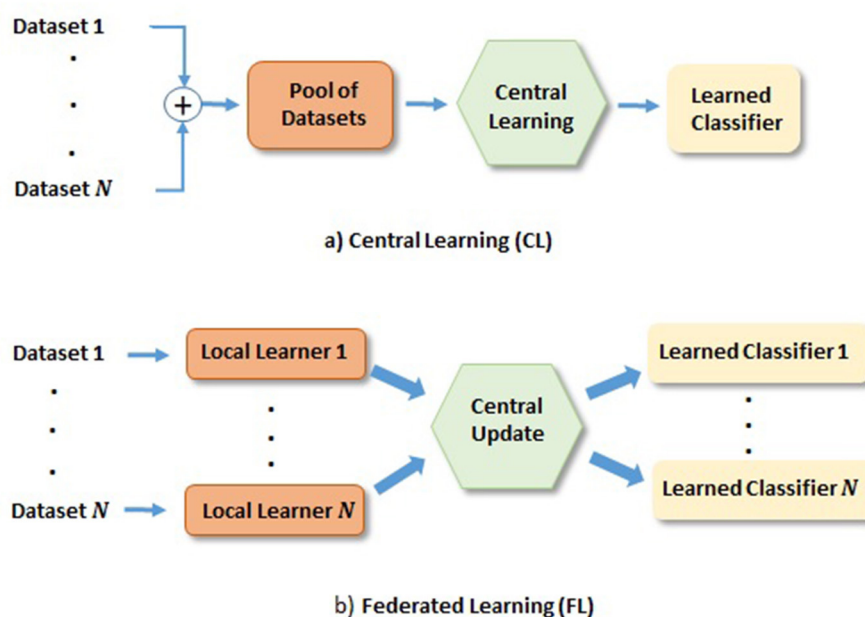 Dataset 1
Dataset N
+
Pool of
Datasets
Central
Learning
Learned
Classifier
a) Central Learning (CL)
Dataset 1
Local Learner 1
Central
Update
Learned Classifier 1
Dataset N
Local Learner N
Learned Classifier N
b) Federated Learning (FL)